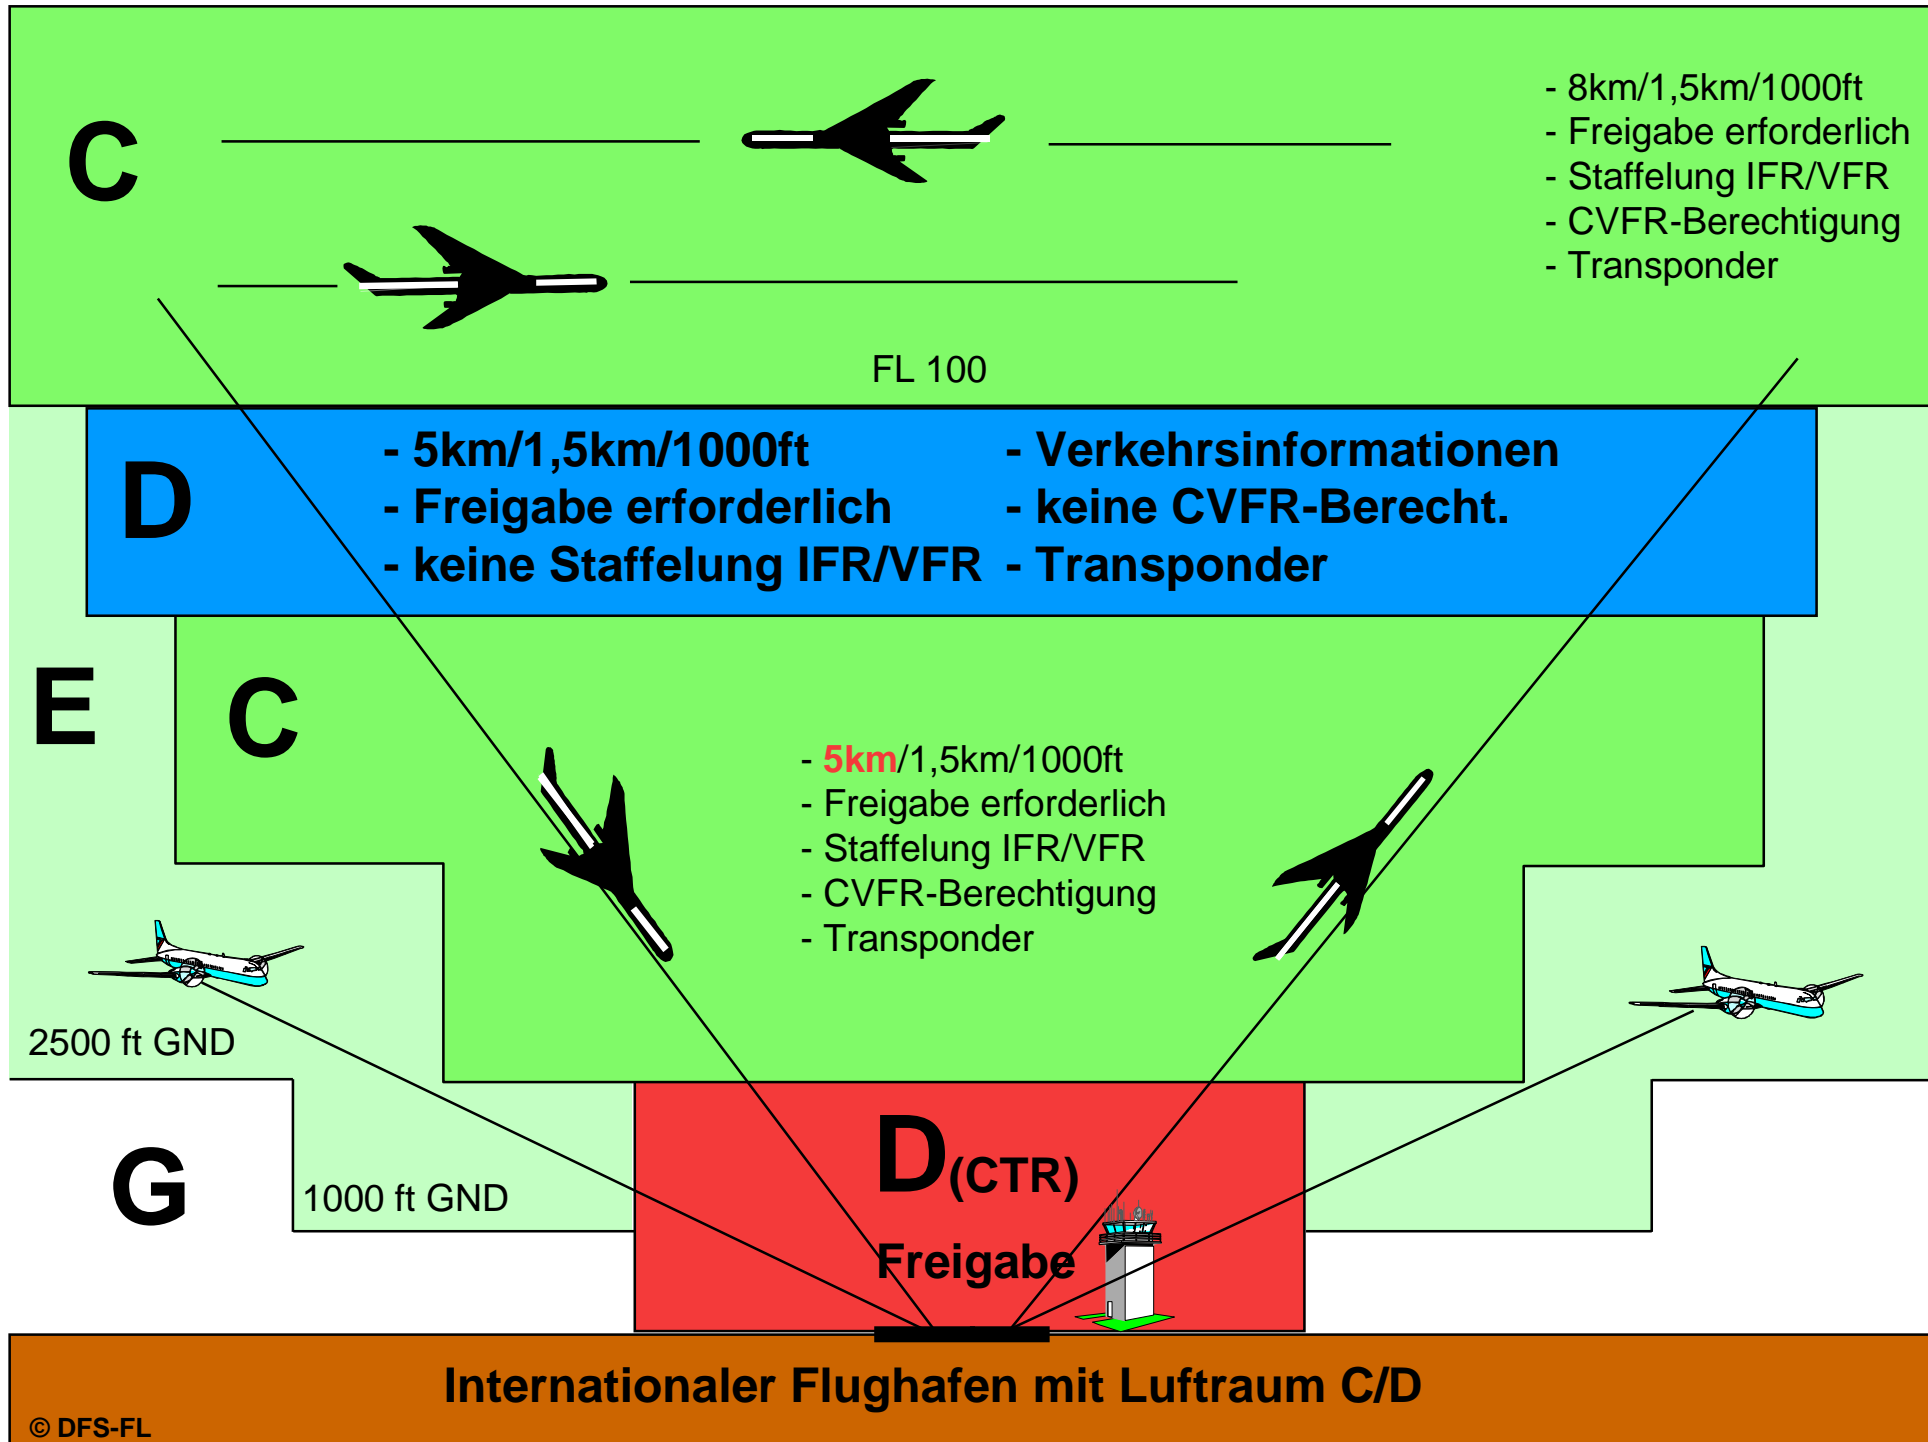 C
- 8km/1,5km/1000ft
- Freigabe erforderlich
- Staffelung IFR/VFR
- CVFR-Berechtigung
- Transponder
FL 100
D
- 5km/1,5km/1000ft
- Freigabe erforderlich
- keine Staffelung IFR/VFR
- Verkehrsinformationen
- keine CVFR-Berecht.
- Transponder
E
C
- 5km/1,5km/1000ft
- Freigabe erforderlich
- Staffelung IFR/VFR
- CVFR-Berechtigung
- Transponder
2500 ft GND
G
1000 ft GND
D(CTR)
Freigabe
Internationaler Flughafen mit Luftraum C/D
© DFS-FL